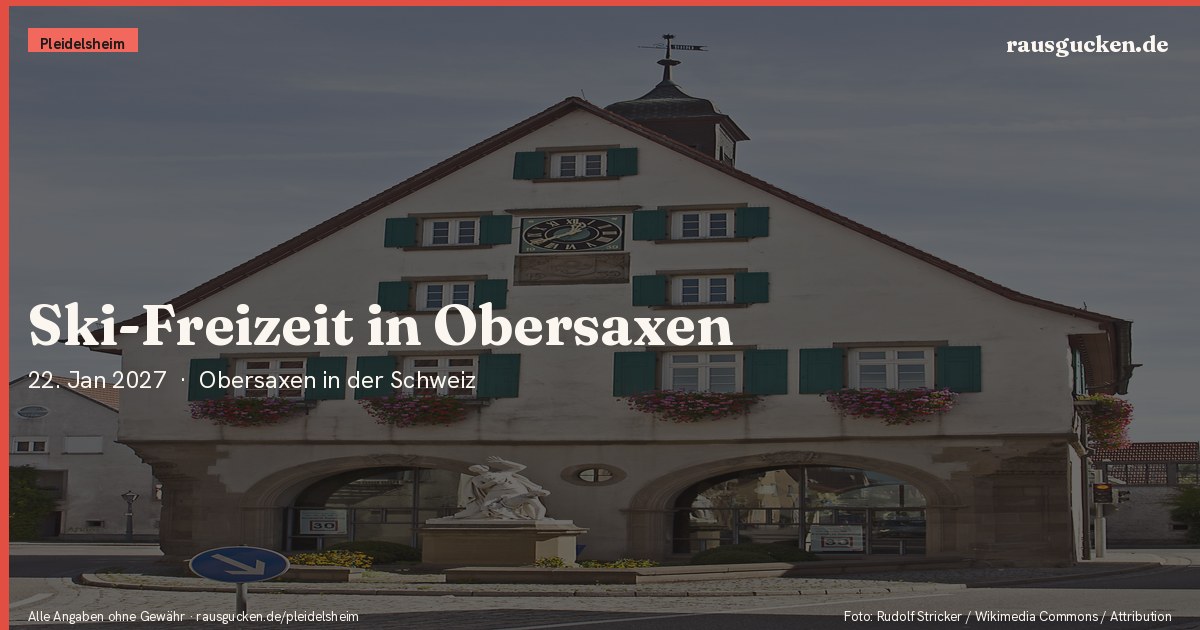 Pleidelsheim
rausgucken.de
Ski-Freizeit in Obersaxen
22. Jan 2027 · Obersaxen in der Schweiz
30
Alle Angaben ohne Gewähr · rausgucken.de/pleidelsheim
Foto: Rudolf Stricker / Wikimedia Commons / Attribution